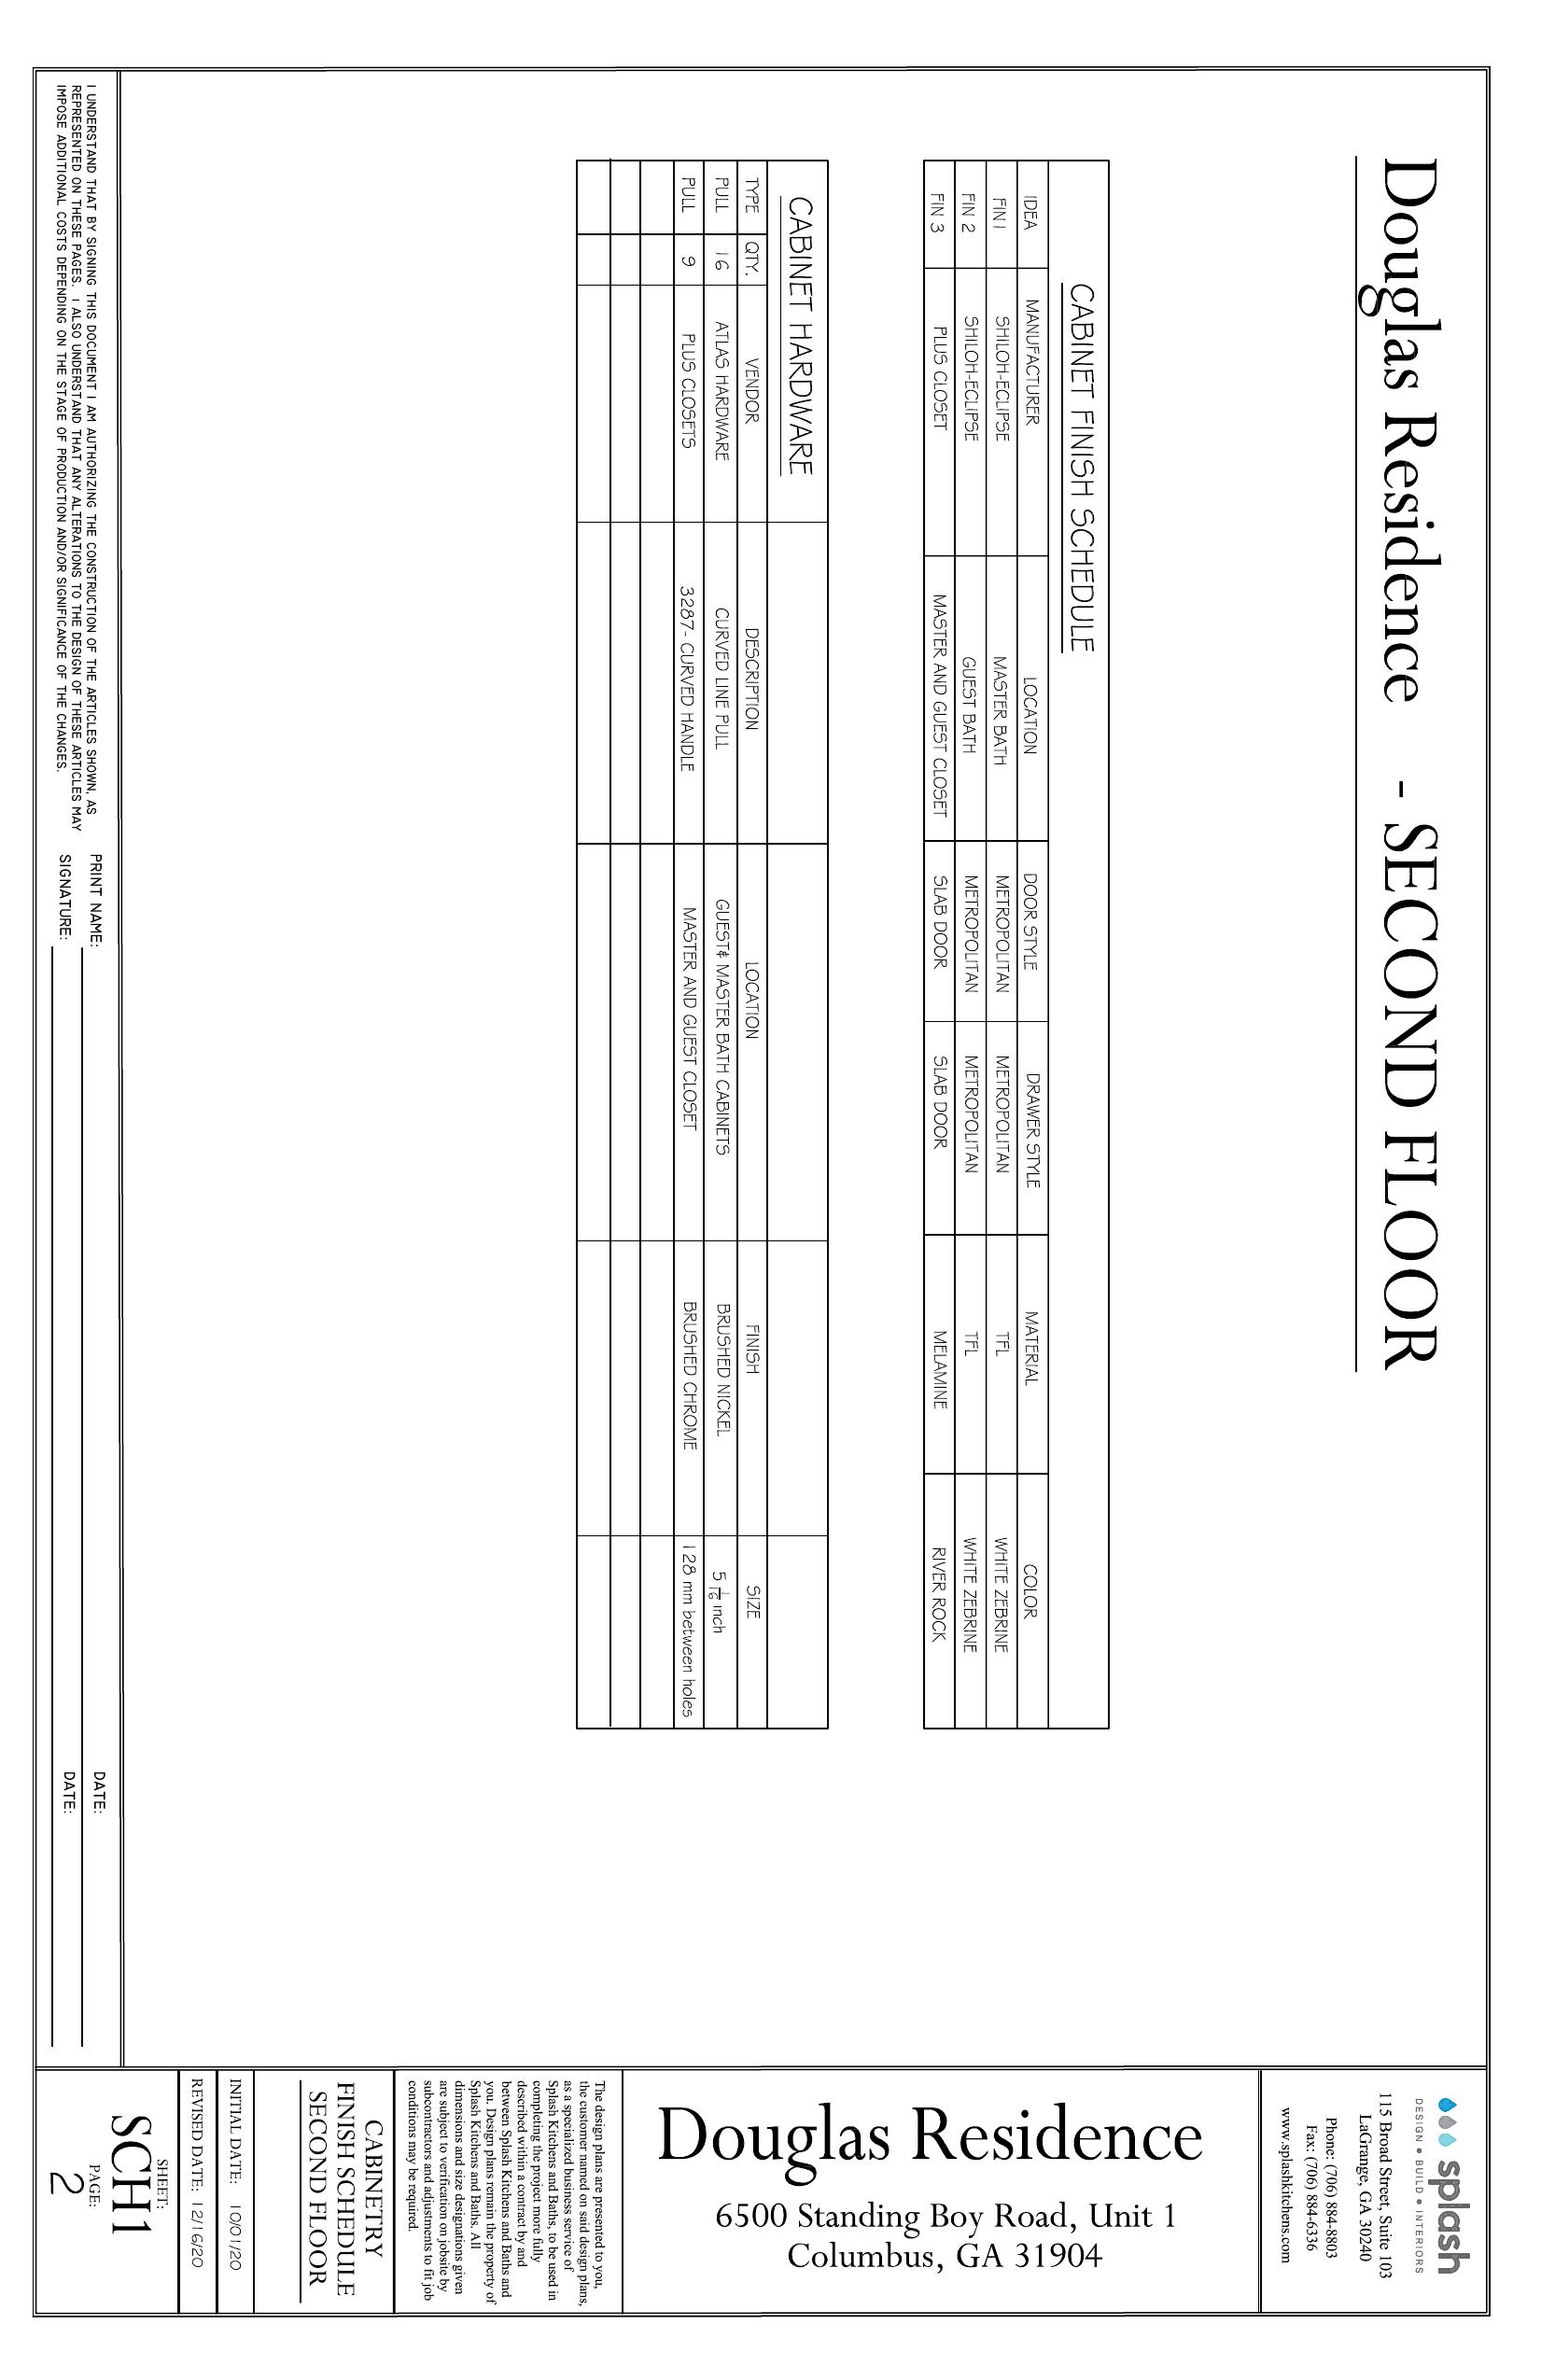 Douglas Residence - SECOND FLOOR
CABINET FINISH SCHEDULE
IDEA MANUFACTURER LOCATION DOOR STYLE DRAWER STYLE MATERIAL COLOR
FIN 1 SHILOH-ECLIPSE MASTER BATH METROPOLITAN METROPOLITAN TFL WHITE ZEBRINE
FIN 2 SHILOH-ECLIPSE GUEST BATH METROPOLITAN METROPOLITAN TFL WHITE ZEBRINE
FIN 3 PLUS CLOSET MASTER AND GUEST CLOSET SLAB DOOR SLAB DOOR MELAMINE RIVER ROCK
CABINET HARDWARE
TYPE QTY. VENDOR DESCRIPTION LOCATION FINISH SIZE
PULL 16 ATLAS HARDWARE CURVED LINE PULL GUEST& MASTER BATH CABINETS BRUSHED NICKEL 5 1/16 inch
PULL 9 PLUS CLOSETS 3287- CURVED HANDLE MASTER AND GUEST CLOSET BRUSHED CHROME 128 mm between holes
I UNDERSTAND THAT BY SIGNING THIS DOCUMENT I AM AUTHORIZING THE CONSTRUCTION OF THE ARTICLES SHOWN, AS
REPRESENTED ON THESE PAGES. I ALSO UNDERSTAND THAT ANY ALTERATIONS TO THE DESIGN OF THESE ARTICLES MAY
IMPOSE ADDITIONAL COSTS DEPENDING ON THE STAGE OF PRODUCTION AND/OR SIGNIFICANCE OF THE CHANGES.
PRINT NAME: DATE:
SIGNATURE: DATE:
splash
DESIGN • BUILD • INTERIORS
115 Broad Street, Suite 103
LaGrange, GA 30240
Phone: (706) 884-8803
Fax: (706) 884-6336
www.splashkitchens.com
Douglas Residence
6500 Standing Boy Road, Unit 1
Columbus, GA 31904
The design plans are presented to you,
the customer named on said design plans,
as a specialized business service of
Splash Kitchens and Baths, to be used in
completing the project more fully
described within a contract by and
between Splash Kitchens and Baths and
you. Design plans remain the property of
Splash Kitchens and Baths. All
dimensions and size designations given
are subject to verification on jobsite by
subcontractors and adjustments to fit job
conditions may be required.
CABINETRY
FINISH SCHEDULE
SECOND FLOOR
INITIAL DATE: 10/01/20
REVISED DATE: 12/16/20
SHEET:
SCH1
PAGE:
2